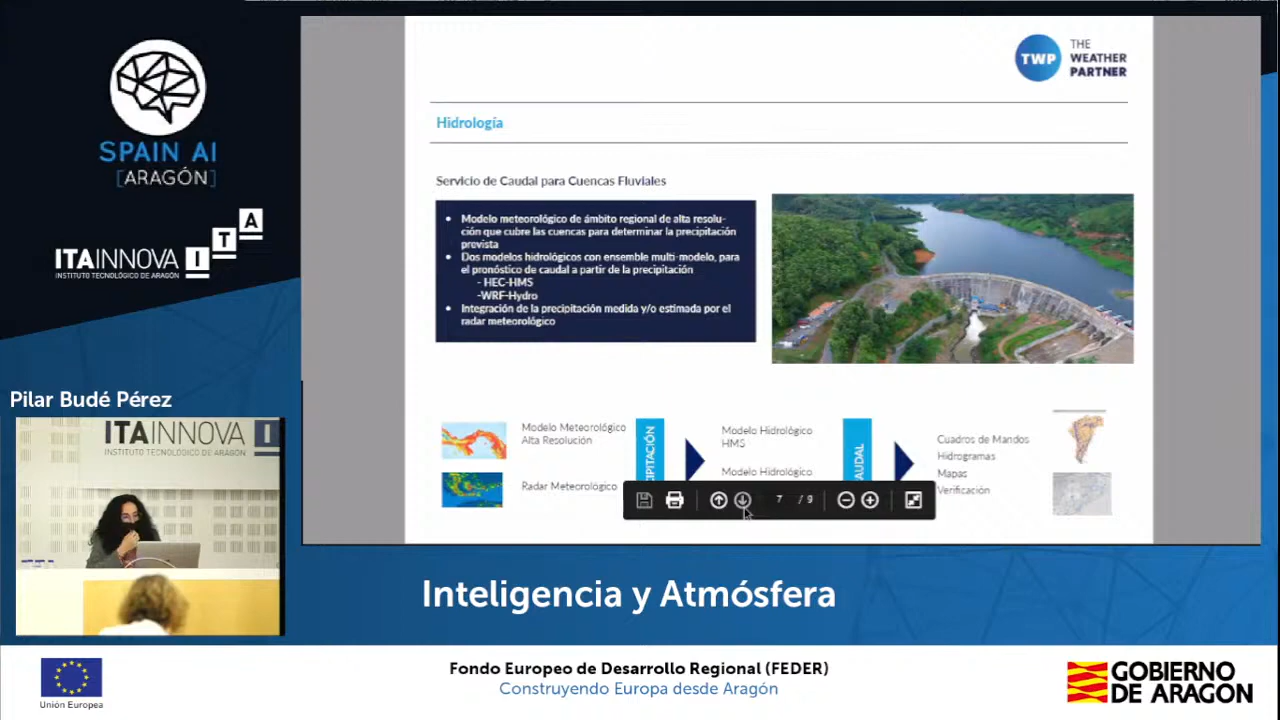 SPAIN AI
[ARAGÓN]
ITAINNOVA
INSTITUTO TECNOLÓGICO DE ARAGÓN
I
T
A
TWP
THE
WEATHER
PARTNER
Hidrología
Servicio de Caudal para Cuencas Fluviales
• Modelo meteorológico de ámbito regional de alta resolu-
ción que cubre las cuencas para determinar la precipitación
prevista
• Dos modelos hidrológicos con ensemble multi-modelo, para
el pronóstico de caudal a partir de la precipitación
- HEC-HMS
-WRF-Hydro
• Integración de la precipitación medida y/o estimada por el
radar meteorológico
Modelo Meteorológico
Alta Resolución
Radar Meteorológico
CIPITACIÓN
Modelo Hidrológico
HMS
Modelo Hidrológico
AUDAL
Cuadros de Mandos
Hidrogramas
Mapas
Verificación
7 / 9
Pilar Budé Pérez
ITAINNOVA I
INSTITUTO TECNOLÓGICO DE ARAGÓN
Inteligencia y Atmósfera
Unión Europea
Fondo Europeo de Desarrollo Regional (FEDER)
Construyendo Europa desde Aragón
GOBIERNO
DE ARAGON